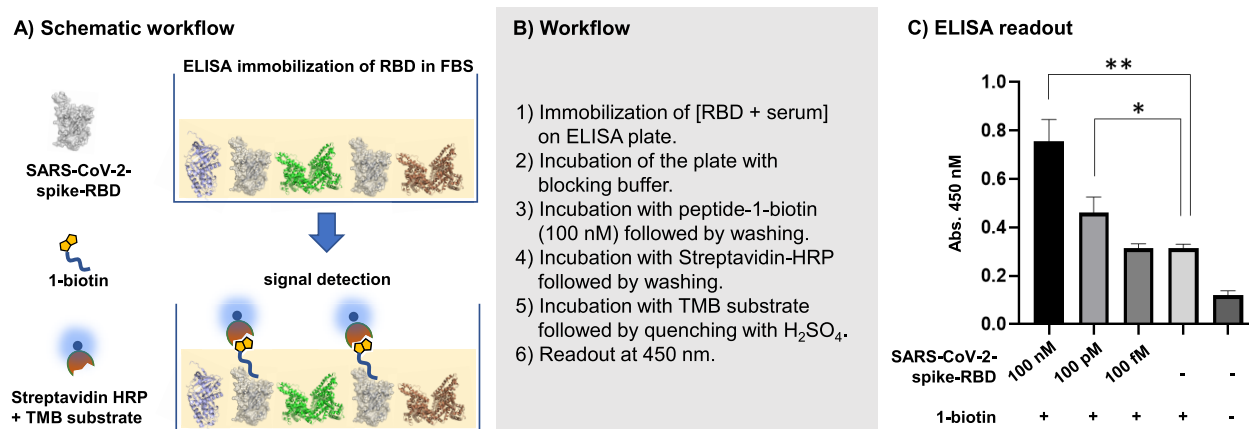 A) Schematic workflow
ELISA immobilization of RBD in FBS
SARS-CoV-2-
spike-RBD
1-biotin
signal detection
Streptavidin HRP
+ TMB substrate
B) Workflow
1) Immobilization of [RBD + serum]
on ELISA plate.
2) Incubation of the plate with
blocking buffer.
3) Incubation with peptide-1-biotin
(100 nM) followed by washing.
4) Incubation with Streptavidin-HRP
followed by washing.
5) Incubation with TMB substrate
followed by quenching with H₂SO₄.
6) Readout at 450 nm.
C) ELISA readout
Abs. 450 nM
1.0
0.8
0.6
0.4
0.2
0.0
**
*
SARS-CoV-2-
spike-RBD
100 nM 100 pM 100 fM - -
1-biotin + + + + -